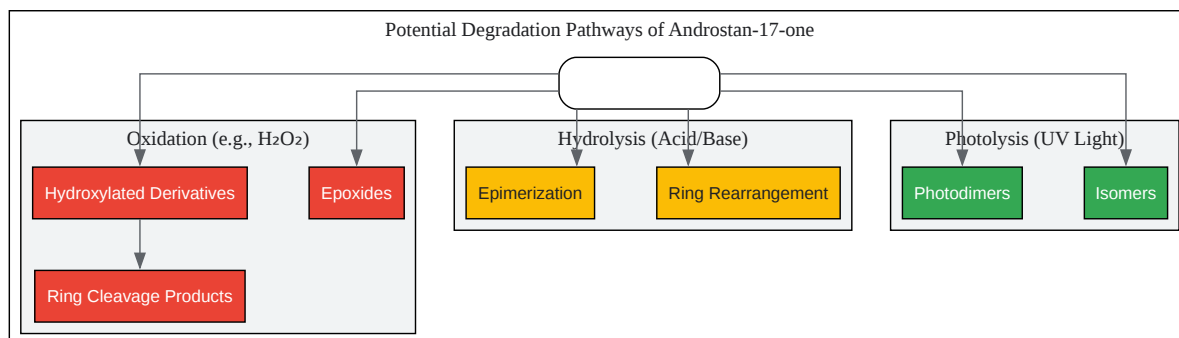 Potential Degradation Pathways of Androstan-17-one
Oxidation (e.g., H₂O₂)
Hydrolysis (Acid/Base)
Photolysis (UV Light)
Hydroxylated Derivatives
Epoxides
Epimerization
Ring Rearrangement
Photodimers
Isomers
Ring Cleavage Products